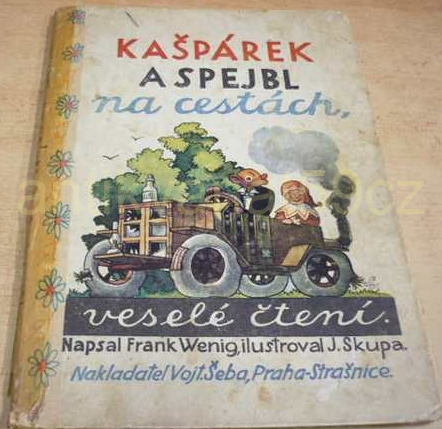 KAŠPÁREK
A SPEJBL
na cestách,
veselé čtení.
Napsal Frank Wenig, ilustroval J. Skupa.
Nakladatel Vojt. Šeba, Praha-Strašnice.